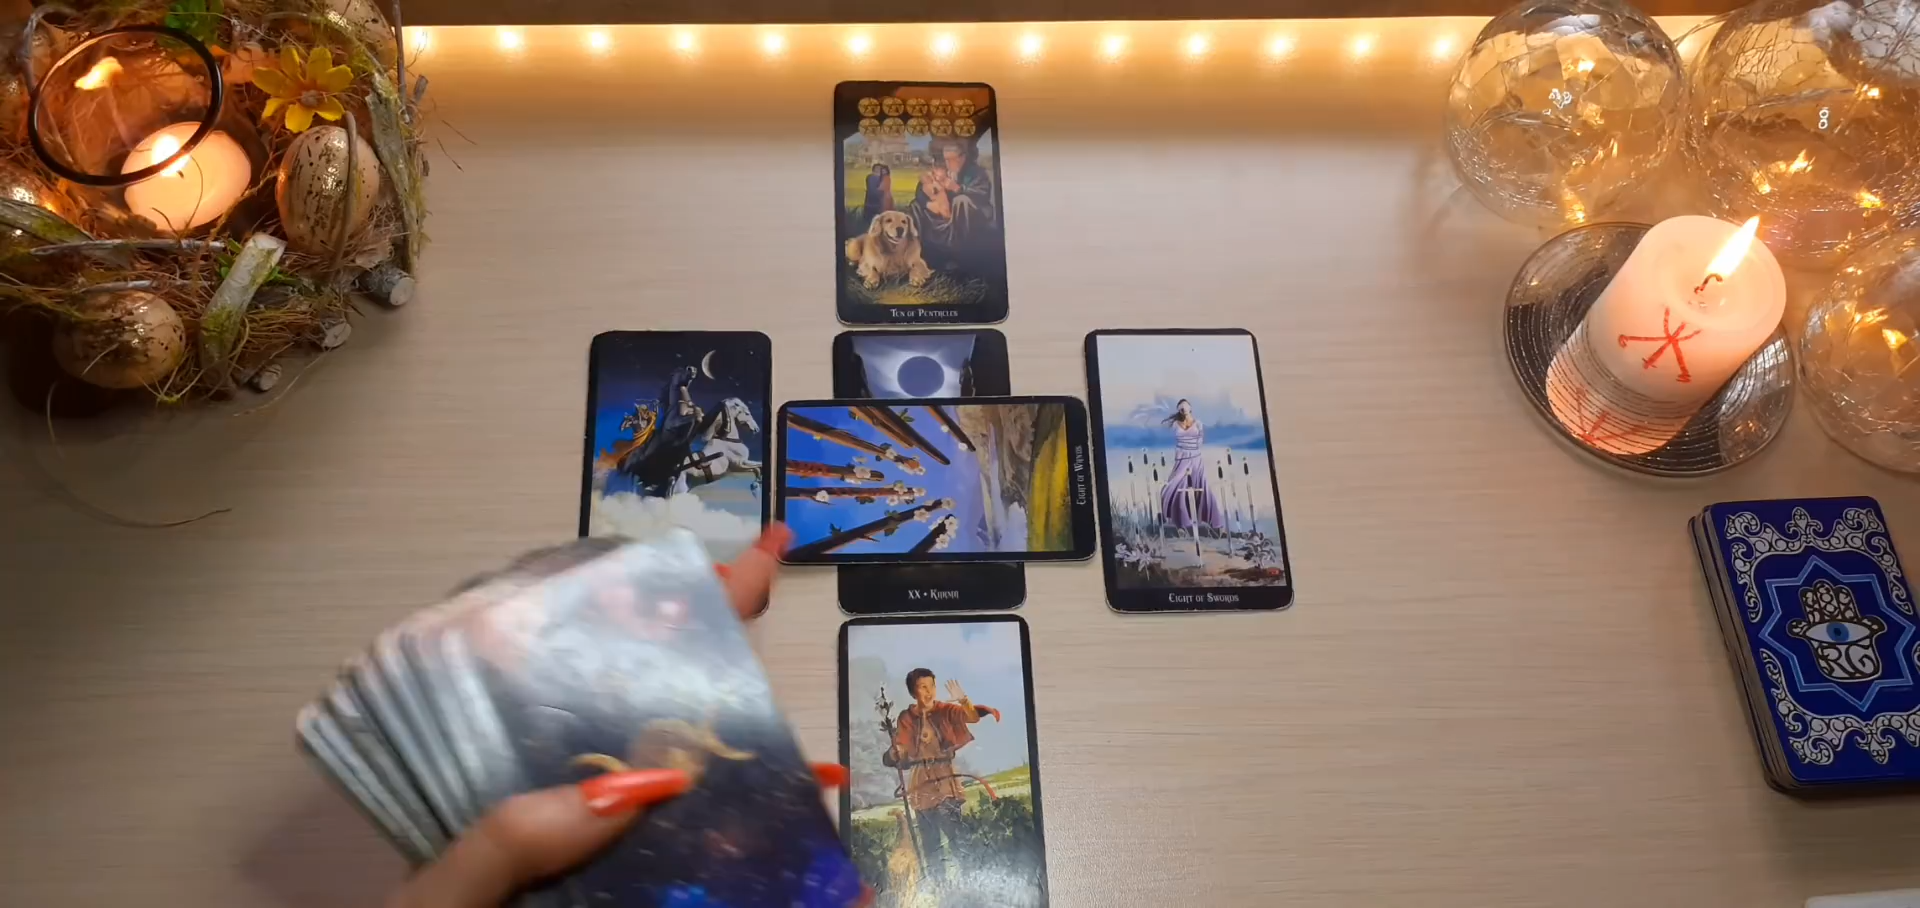 TEN OF PENTACLES
EIGHT OF WANDS
XX • KARMA
EIGHT OF SWORDS